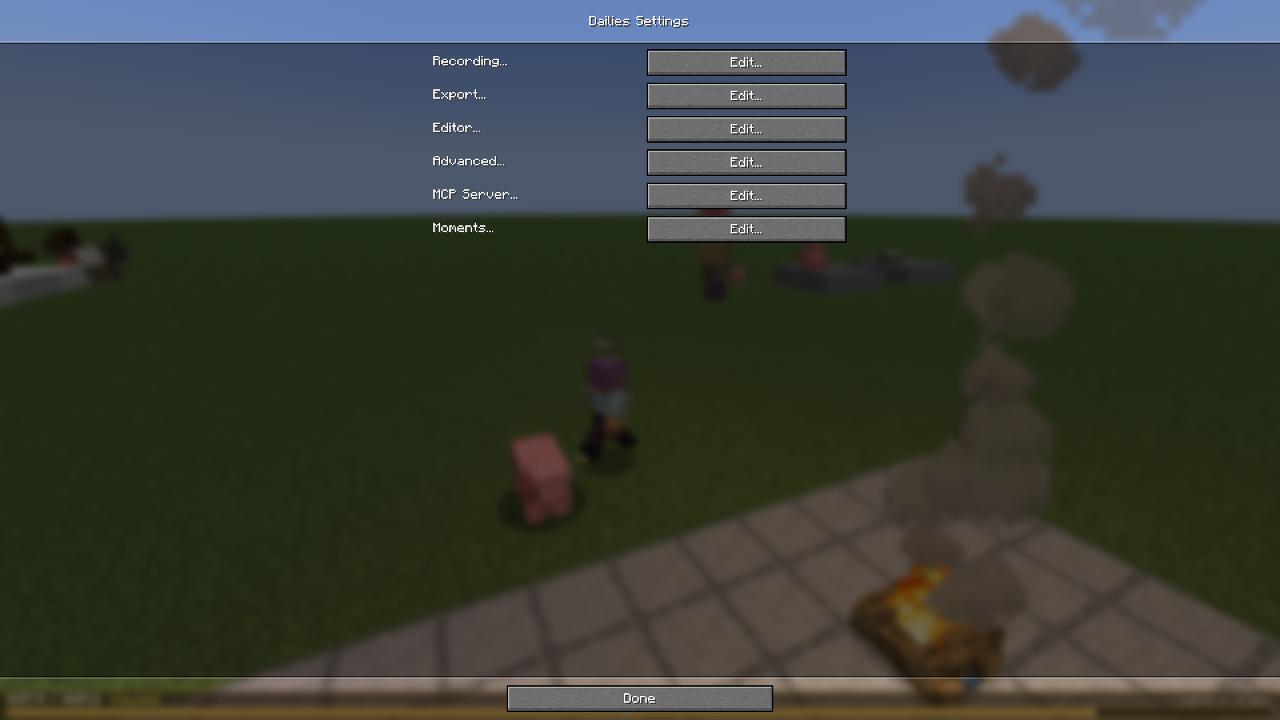 Dailies Settings
Recording... Edit...
Export... Edit...
Editor... Edit...
Advanced... Edit...
MCP Server... Edit...
Moments... Edit...
Done